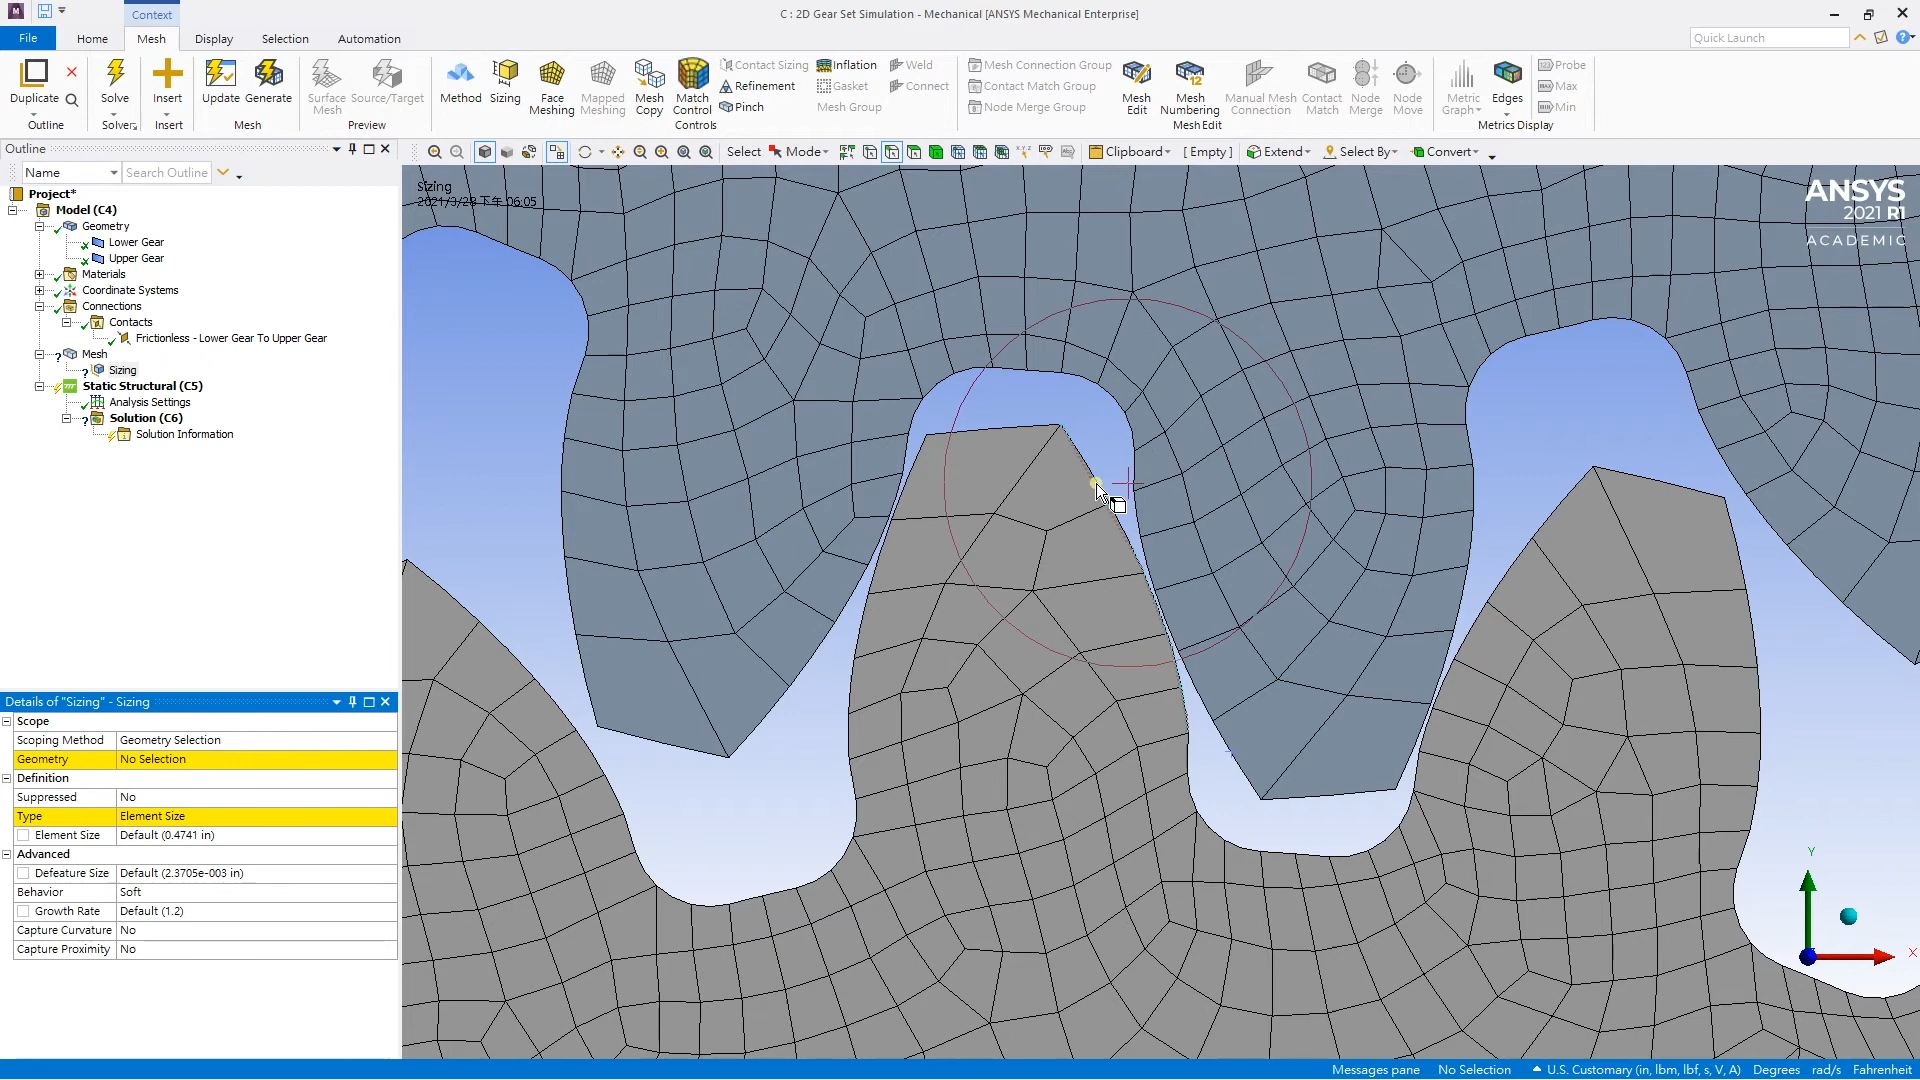 Context
C : 2D Gear Set Simulation - Mechanical [ANSYS Mechanical Enterprise]
File
Home
Mesh
Display
Selection
Automation
Quick Launch
Duplicate
Outline
Solve
Solver
Insert
Insert
Update
Generate
Mesh
Surface Mesh
Source/Target
Preview
Method
Sizing
Face Meshing
Mapped Meshing
Mesh Copy
Match Control
Contact Sizing
Refinement
Pinch
Inflation
Gasket
Mesh Group
Weld
Connect
Controls
Mesh Connection Group
Contact Match Group
Node Merge Group
Mesh Edit
Mesh Numbering
Manual Mesh Connection
Contact Match
Node Merge
Node Move
Mesh Edit
Metric Graph
Edges
Probe
Max
Min
Metrics Display
Outline
Name
Search Outline
Select
Mode
Clipboard
[ Empty ]
Extend
Select By
Convert
Project*
Model (C4)
Geometry
Lower Gear
Upper Gear
Materials
Coordinate Systems
Connections
Contacts
Frictionless - Lower Gear To Upper Gear
Mesh
Sizing
Static Structural (C5)
Analysis Settings
Solution (C6)
Solution Information
Sizing
2021/3/28 下午 06:05
ANSYS
2021 R1
ACADEMIC
Details of "Sizing" - Sizing
Scope
Scoping Method Geometry Selection
Geometry No Selection
Definition
Suppressed No
Type Element Size
Element Size Default (0.4741 in)
Advanced
Defeature Size Default (2.3705e-003 in)
Behavior Soft
Growth Rate Default (1.2)
Capture Curvature No
Capture Proximity No
Y
X
Messages pane
No Selection
U.S. Customary (in, lbm, lbf, s, V, A)
Degrees
rad/s
Fahrenheit